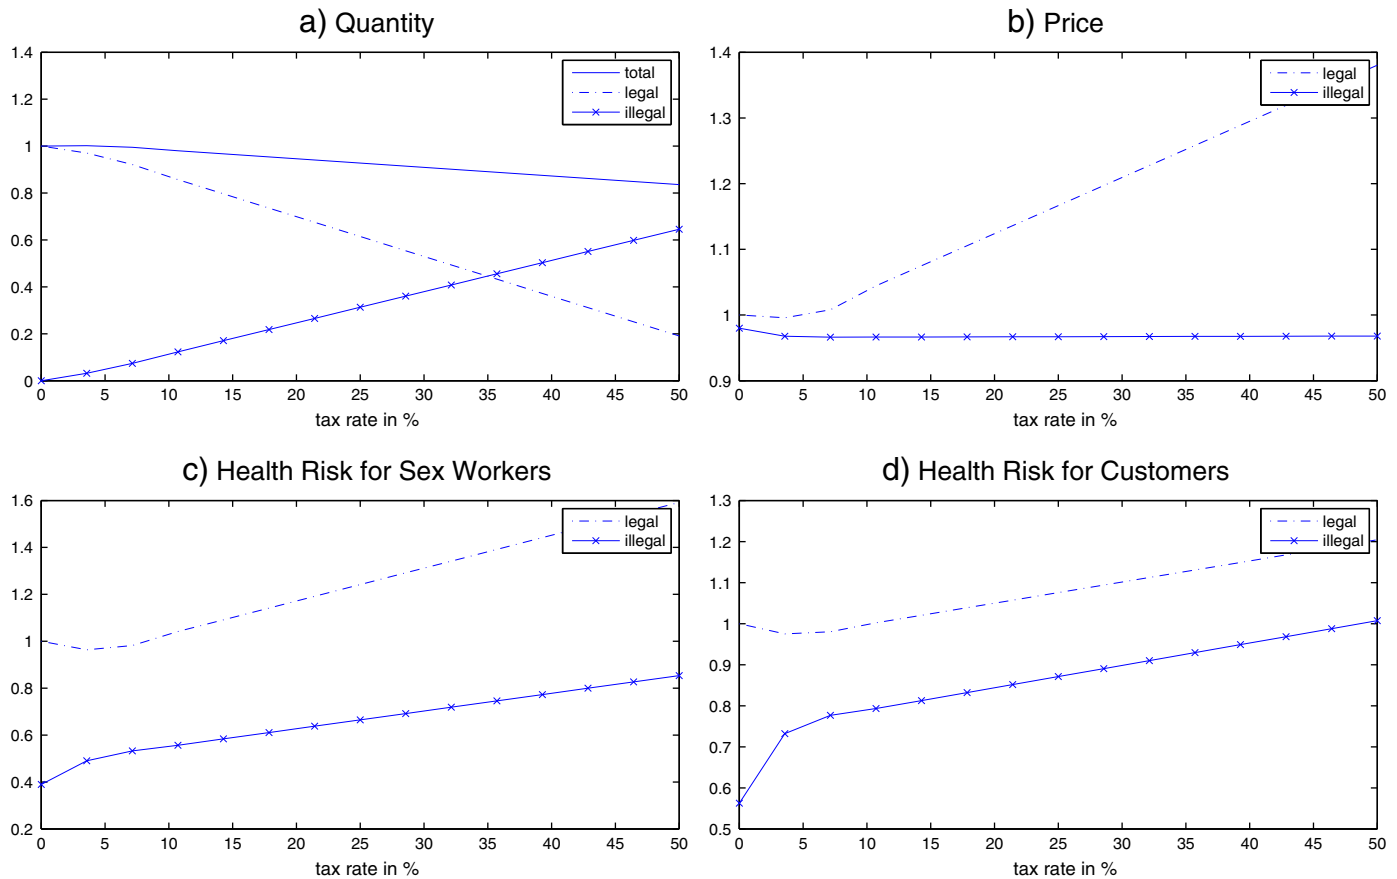 a) Quantity
1.4
1.2
1
0.8
0.6
0.4
0.2
0
total
legal
illegal
0 5 10 15 20 25 30 35 40 45 50
tax rate in %
b) Price
1.4
1.3
1.2
1.1
1
0.9
legal
illegal
0 5 10 15 20 25 30 35 40 45 50
tax rate in %
c) Health Risk for Sex Workers
1.6
1.4
1.2
1
0.8
0.6
0.4
0.2
legal
illegal
0 5 10 15 20 25 30 35 40 45 50
tax rate in %
d) Health Risk for Customers
1.3
1.2
1.1
1
0.9
0.8
0.7
0.6
0.5
legal
illegal
0 5 10 15 20 25 30 35 40 45 50
tax rate in %